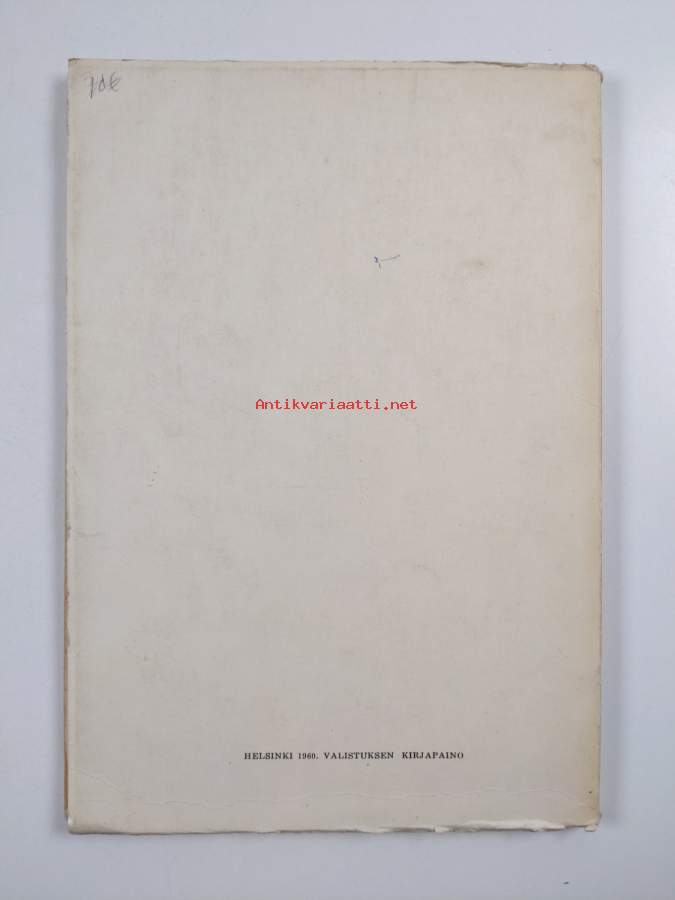 10€
Antikvariaatti.net
HELSINKI 1960. VALISTUKSEN KIRJAPAINO